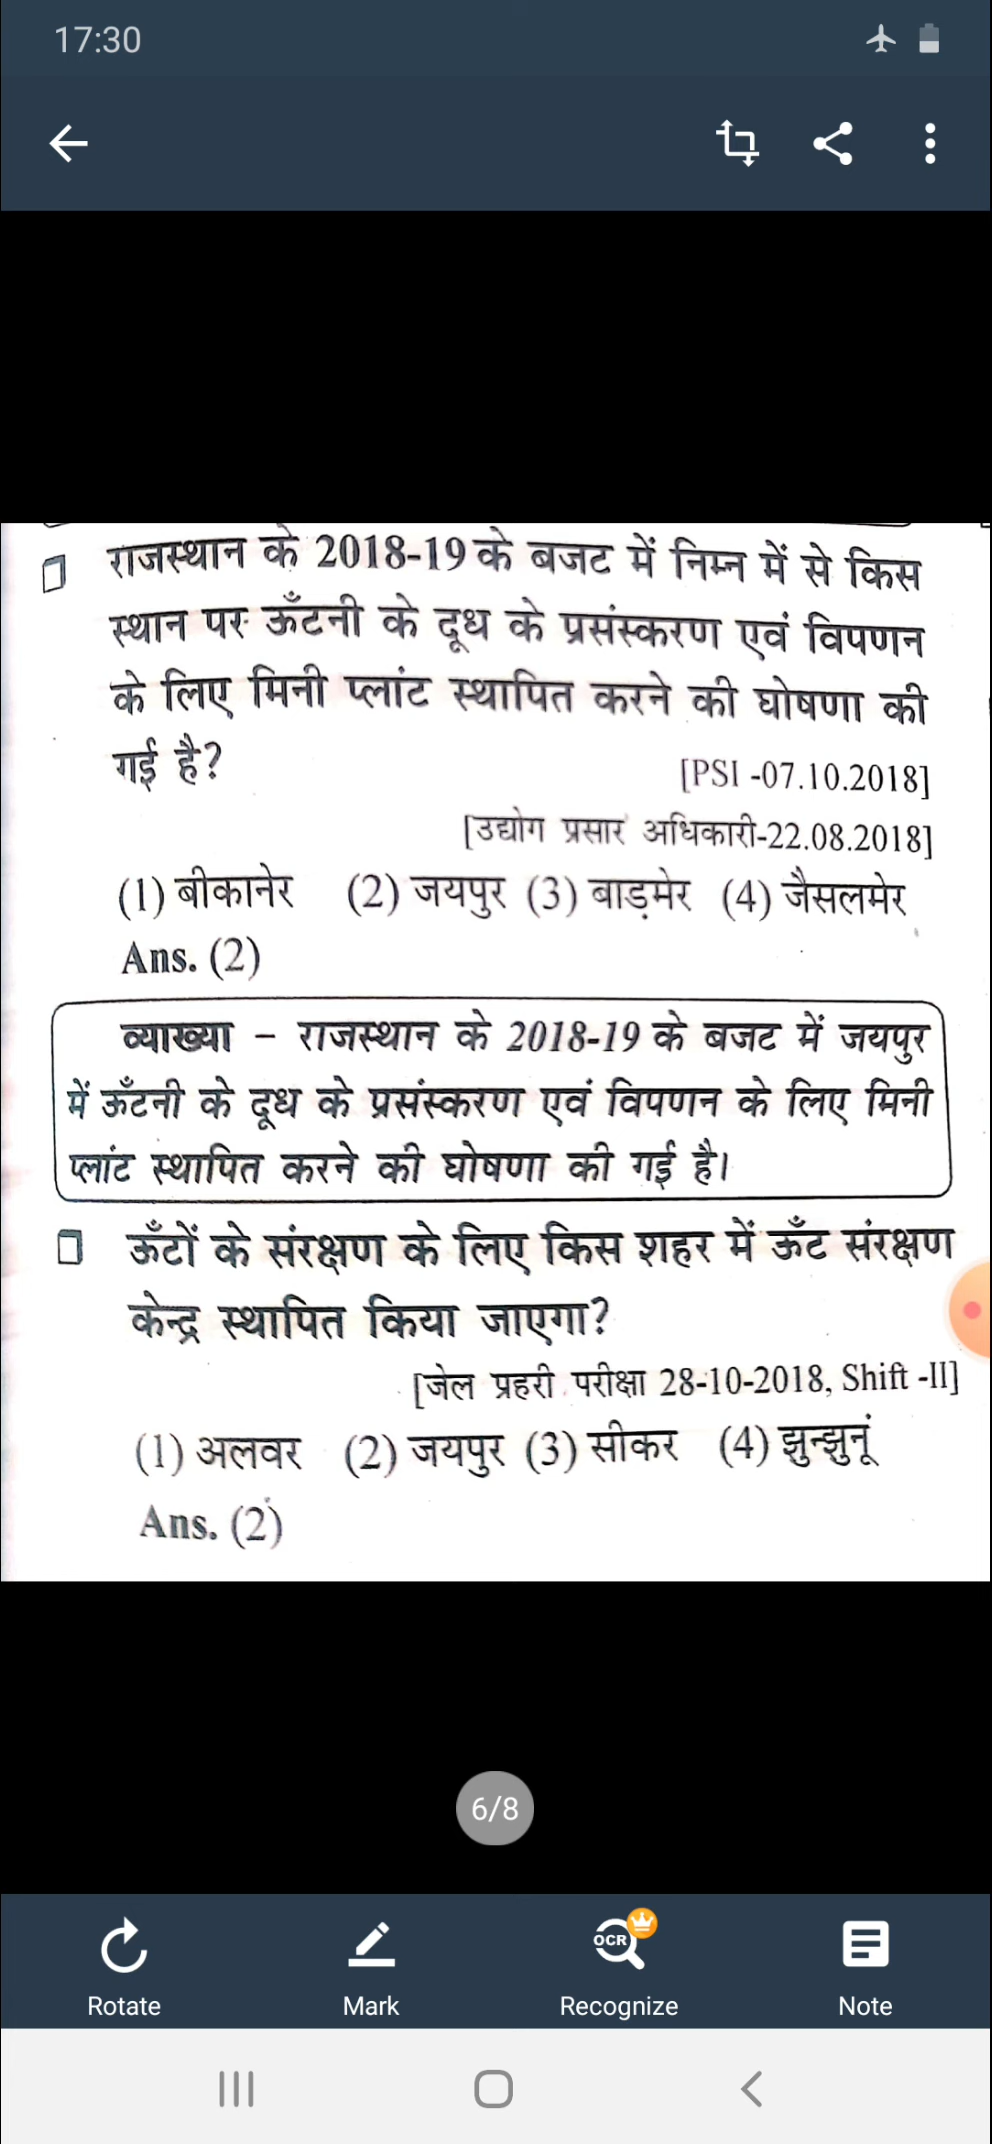 17:30
राजस्थान के 2018-19 के बजट में निम्न में से किस
स्थान पर ऊँटनी के दूध के प्रसंस्करण एवं विपणन
के लिए मिनी प्लांट स्थापित करने की घोषणा की
गई है?
[PSI -07.10.2018]
[उद्योग प्रसार अधिकारी-22.08.2018]
(1) बीकानेर (2) जयपुर (3) बाड़मेर (4) जैसलमेर
Ans. (2)
व्याख्या – राजस्थान के 2018-19 के बजट में जयपुर
में ऊँटनी के दूध के प्रसंस्करण एवं विपणन के लिए मिनी
प्लांट स्थापित करने की घोषणा की गई है।
ऊँटों के संरक्षण के लिए किस शहर में ऊँट संरक्षण
केन्द्र स्थापित किया जाएगा?
[जेल प्रहरी परीक्षा 28-10-2018, Shift -II]
(1) अलवर (2) जयपुर (3) सीकर (4) झुन्झुनूं
Ans. (2)
6/8
OCR
Rotate Mark Recognize Note